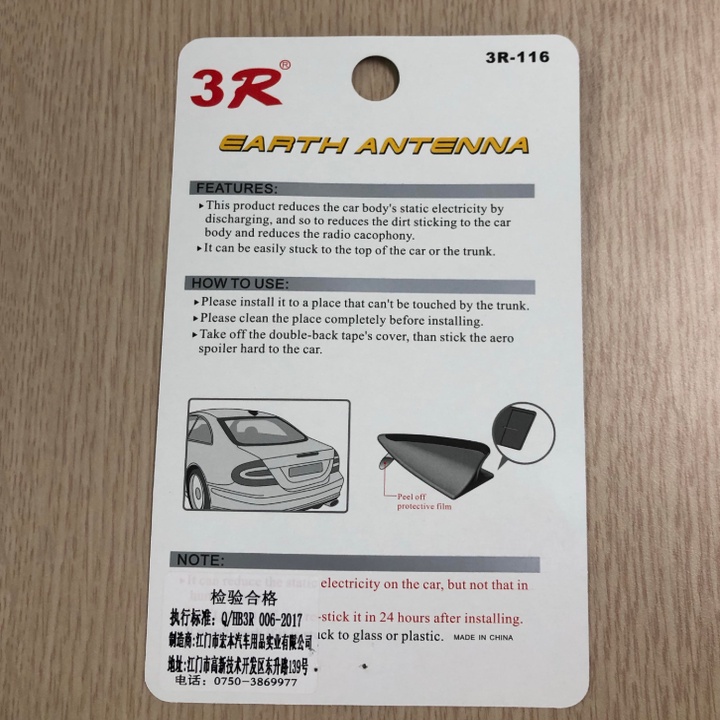 3R®
3R-116
EARTH ANTENNA
FEATURES:
▸This product reduces the car body's static electricity by
discharging, and so to reduces the dirt sticking to the car
body and reduces the radio cacophony.
▸It can be easily stuck to the top of the car or the trunk.
HOW TO USE:
▸Please install it to a place that can't be touched by the trunk.
▸Please clean the place completely before installing.
▸Take off the double-back tape's cover, than stick the aero
spoiler hard to the car.
Peel off
protective film
NOTE:
▸It can reduce the static electricity on the car, but not that in
-stick it in 24 hours after installing.
to glass or plastic. MADE IN CHINA
检验合格
执行标准: Q/HB3R 006-2017
制造商:江门市宏本汽车用品实业有限公司
地址:江门市高新技术开发区东升路139号
电话: 0750-3869977